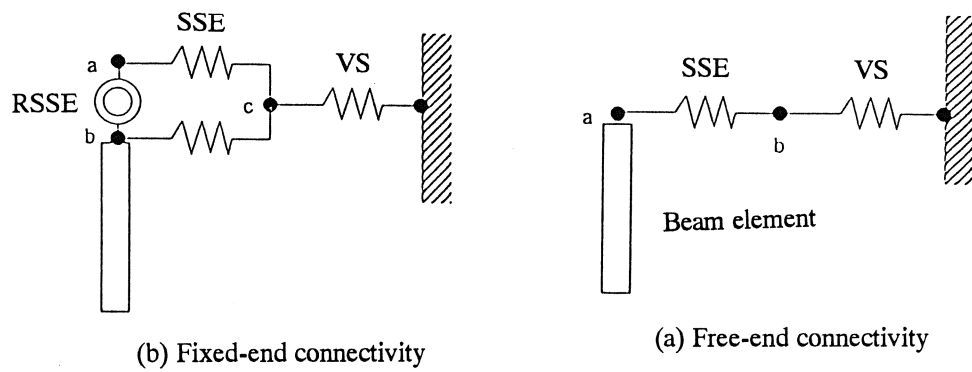 SSE
a
VS
RSSE
c
b
(b) Fixed-end connectivity
SSE
VS
a
b
Beam element
(a) Free-end connectivity